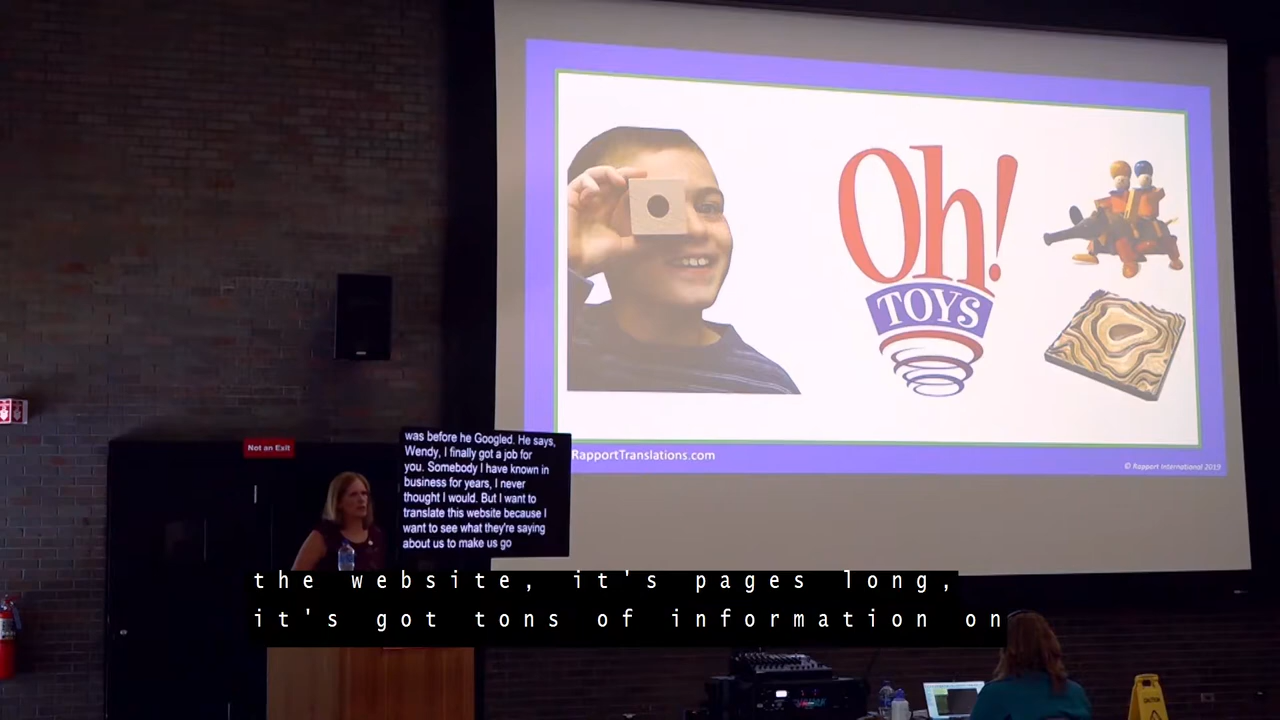 Oh!
TOYS
RapportTranslations.com
© Rapport International 2019
Not an Exit
was before he Googled. He says,
Wendy, I finally got a job for
you. Somebody I have known in
business for years, I never
thought I would. But I want to
translate this website because I
want to see what they're saying
about us to make us go
the website, it's pages long,
it's got tons of information on
CAUTION